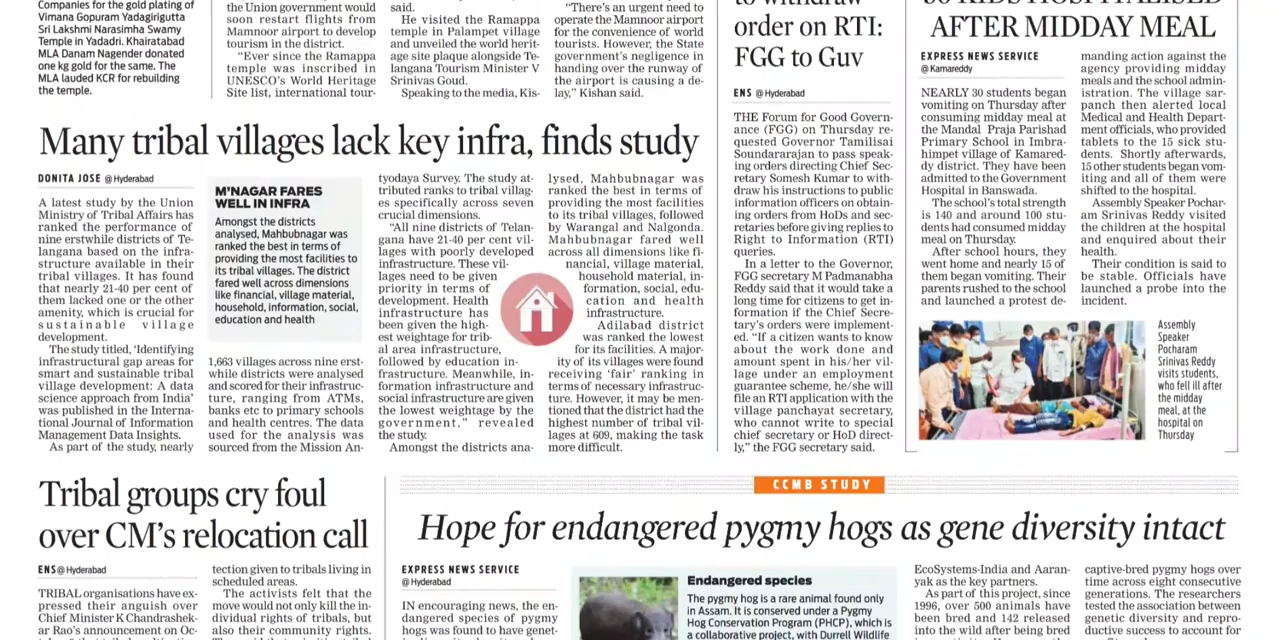 Companies for the gold plating of
Vimana Gopuram Yadagirigutta
Sri Lakshmi Narasimha Swamy
Temple in Yadadri. Khairatabad
MLA Danam Nagender donated
one kg gold for the same. The
MLA lauded KCR for rebuilding
the temple.
the Union government would
soon restart flights from
Mamnoor airport to develop
tourism in the district.
"Ever since the Ramappa
temple was inscribed in
UNESCO's World Heritage
Site list, international tour-
said.
He visited the Ramappa
temple in Palampet village
and unveiled the world herit-
age site plaque alongside Te-
langana Tourism Minister V
Srinivas Goud.
Speaking to the media, Kis-
"There's an urgent need to
operate the Mamnoor airport
for the convenience of world
tourists. However, the State
government's negligence in
handing over the runway of
the airport is causing a de-
lay," Kishan said.
to withdraw
order on RTI:
FGG to Guv
ENS @ Hyderabad
THE Forum for Good Govern-
ance (FGG) on Thursday re-
quested Governor Tamilisai
Soundararajan to pass speak-
ing orders directing Chief Sec-
retary Somesh Kumar to with-
draw his instructions to public
information officers on obtain-
ing orders from HoDs and sec-
retaries before giving replies to
Right to Information (RTI)
queries.
In a letter to the Governor,
FGG secretary M Padmanabha
Reddy said that it would take a
long time for citizens to get in-
formation if the Chief Secre-
tary's orders were implement-
ed. "If a citizen wants to know
about the work done and
amount spent in his/her vil-
lage under an employment
guarantee scheme, he/she will
file an RTI application with the
village panchayat secretary,
who cannot write to special
chief secretary or HoD direct-
ly," the FGG secretary said.
30 KIDS HOSPITALISED
AFTER MIDDAY MEAL
EXPRESS NEWS SERVICE
@ Kamareddy
NEARLY 30 students began
vomiting on Thursday after
consuming midday meal at
the Mandal Praja Parishad
Primary School in Imbra-
himpet village of Kamared-
dy district. They have been
admitted to the Government
Hospital in Banswada.
The school's total strength
is 140 and around 100 stu-
dents had consumed midday
meal on Thursday.
After school hours, they
went home and nearly 15 of
them began vomiting. Their
parents rushed to the school
and launched a protest de-
manding action against the
agency providing midday
meals and the school admin-
istration. The village sar-
panch then alerted local
Medical and Health Depart-
ment officials, who provided
tablets to the 15 sick stu-
dents. Shortly afterwards,
15 other students began vom-
iting and all of them were
shifted to the hospital.
Assembly Speaker Pochar-
am Srinivas Reddy visited
the children at the hospital
and enquired about their
health.
Their condition is said to
be stable. Officials have
launched a probe into the
incident.
Assembly
Speaker
Pocharam
Srinivas Reddy
visits students,
who fell ill after
the midday
meal, at the
hospital on
Thursday
Many tribal villages lack key infra, finds study
DONITA JOSE @ Hyderabad
A latest study by the Union
Ministry of Tribal Affairs has
ranked the performance of
nine erstwhile districts of Te-
langana based on the infra-
structure available in their
tribal villages. It has found
that nearly 21-40 per cent of
them lacked one or the other
amenity, which is crucial for
sustainable village
development.
The study titled, 'Identifying
infrastructural gap areas for
smart and sustainable tribal
village development: A data
science approach from India'
was published in the Interna-
tional Journal of Information
Management Data Insights.
As part of the study, nearly
M'NAGAR FARES
WELL IN INFRA
Amongst the districts
analysed, Mahbubnagar was
ranked the best in terms of
providing the most facilities to
its tribal villages. The district
fared well across dimensions
like financial, village material,
household, information, social,
education and health
1,663 villages across nine erst-
while districts were analysed
and scored for their infrastruc-
ture, ranging from ATMs,
banks etc to primary schools
and health centres. The data
used for the analysis was
sourced from the Mission An-
tyodaya Survey. The study at-
tributed ranks to tribal villag-
es specifically across seven
crucial dimensions.
"All nine districts of Telan-
gana have 21-40 per cent vil-
lages with poorly developed
infrastructure. These vil-
lages need to be given
priority in terms of
development. Health
infrastructure has
been given the high-
est weightage for trib-
al area infrastructure,
followed by education in-
frastructure. Meanwhile, in-
formation infrastructure and
social infrastructure are given
the lowest weightage by the
government," revealed
the study.
Amongst the districts ana-
lysed, Mahbubnagar was
ranked the best in terms of
providing the most facilities
to its tribal villages, followed
by Warangal and Nalgonda.
Mahbubnagar fared well
across all dimensions like fi-
nancial, village material,
household material, in-
formation, social, edu-
cation and health
infrastructure.
Adilabad district
was ranked the lowest
for its facilities. A major-
ity of its villages were found
receiving 'fair' ranking in
terms of necessary infrastruc-
ture. However, it may be men-
tioned that the district had the
highest number of tribal vil-
lages at 609, making the task
more difficult.
Tribal groups cry foul
over CM's relocation call
ENS@ Hyderabad
TRIBAL organisations have ex-
pressed their anguish over
Chief Minister K Chandrashek-
ar Rao's announcement on Oc-
tection given to tribals living in
scheduled areas.
The activists felt that the
move would not only kill the in-
dividual rights of tribals, but
also their community rights.
CCMB STUDY
Hope for endangered pygmy hogs as gene diversity intact
EXPRESS NEWS SERVICE
@ Hyderabad
IN encouraging news, the en-
dangered species of pygmy
hogs was found to have genet-
Endangered species
The pygmy hog is a rare animal found only
in Assam. It is conserved under a Pygmy
Hog Conservation Program (PHCP), which is
a collaborative project, with Durrell Wildlife
EcoSystems-India and Aaran-
yak as the key partners.
As part of this project, since
1996, over 500 animals have
been bred and 142 released
into the wild after being bred
captive-bred pygmy hogs over
time across eight consecutive
generations. The researchers
tested the association between
genetic diversity and repro-
ductive success to account for